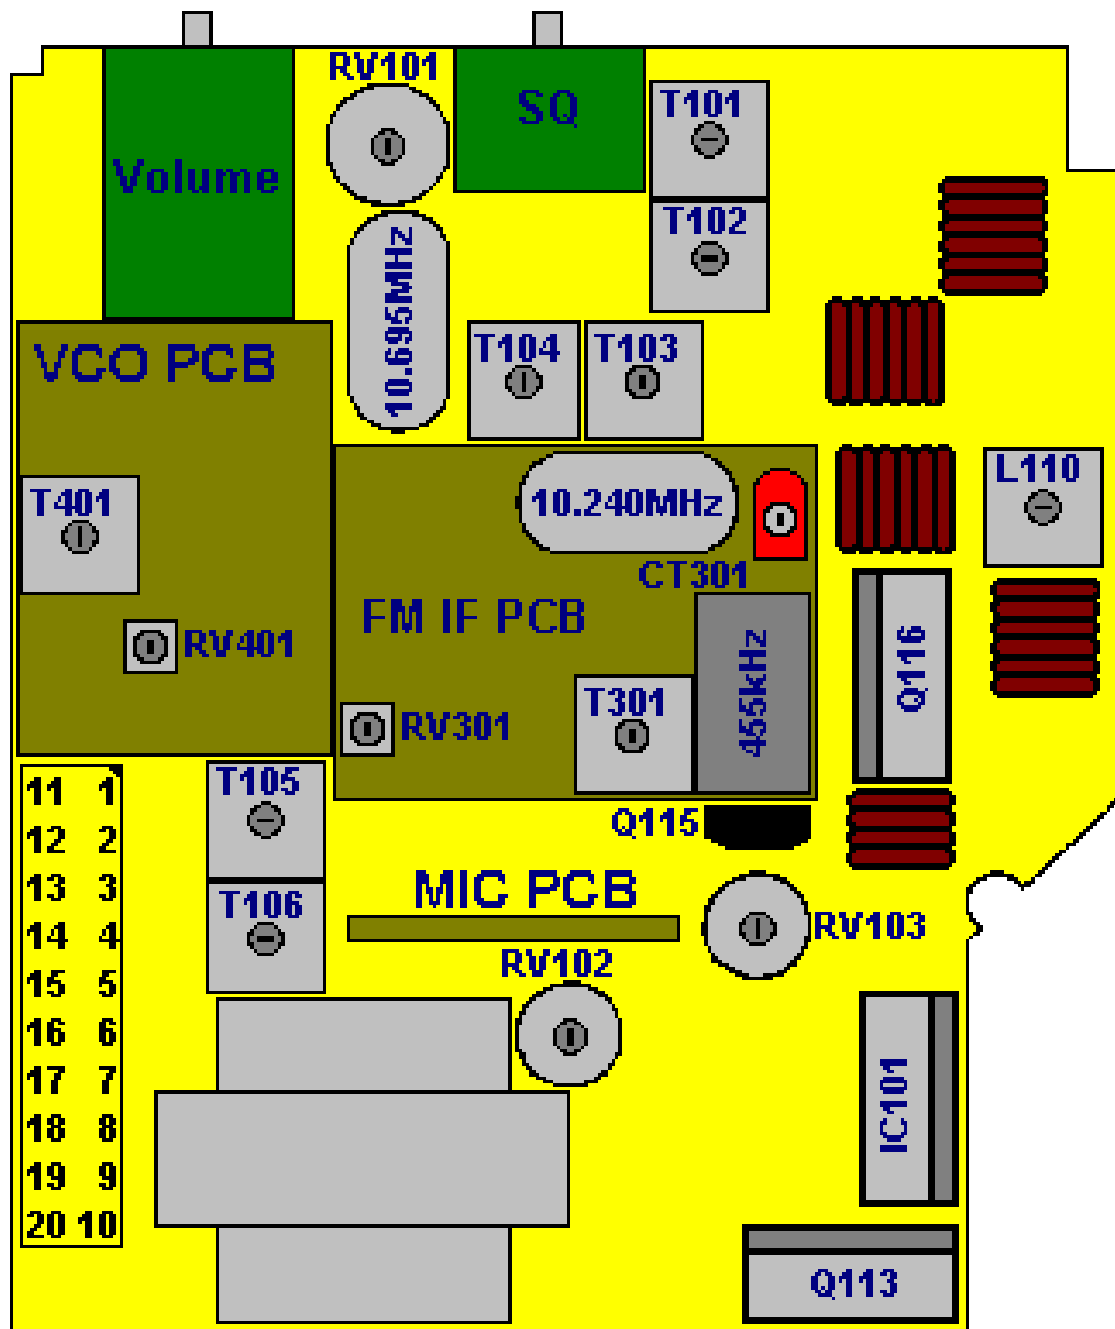 RV101
SQ
T101
Volume
T102
10.695MHz
VCO PCB
T104
T103
T401
10.240MHz
L110
CT301
FM IF PCB
RV401
455kHz
Q116
T301
RV301
11 1
12 2
13 3
14 4
15 5
16 6
17 7
18 8
19 9
20 10
T105
Q115
MIC PCB
T106
RV103
RV102
IC101
Q113